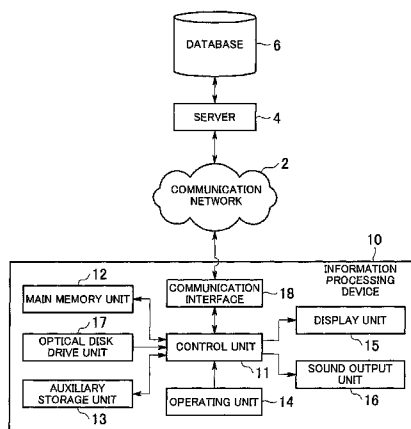 DATABASE
6
SERVER
4
2
COMMUNICATION
NETWORK
10
INFORMATION
PROCESSING
DEVICE
12
MAIN MEMORY UNIT
COMMUNICATION
INTERFACE
18
17
OPTICAL DISK
DRIVE UNIT
CONTROL UNIT
11
DISPLAY UNIT
15
AUXILIARY
STORAGE UNIT
13
OPERATING UNIT
14
SOUND OUTPUT
UNIT
16